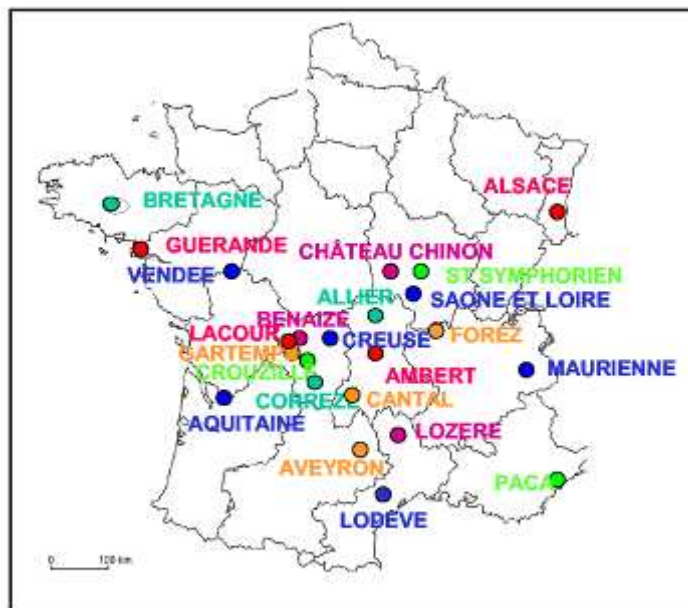 ALSACE
BRETAGNE
GUERANDE
CHÂTEAU CHINON
VENDEE
ST SYMPHORIEN
ALLIER
SAONE ET LOIRE
BENAIZE
LACOUR
FOREZ
CREUSE
GARTEMPE
CROUZILLE
AMBERT
MAURIENNE
CORREZE
CANTAL
AQUITAINE
LOZERE
AVEYRON
PACA
LODEVE
0 100 km